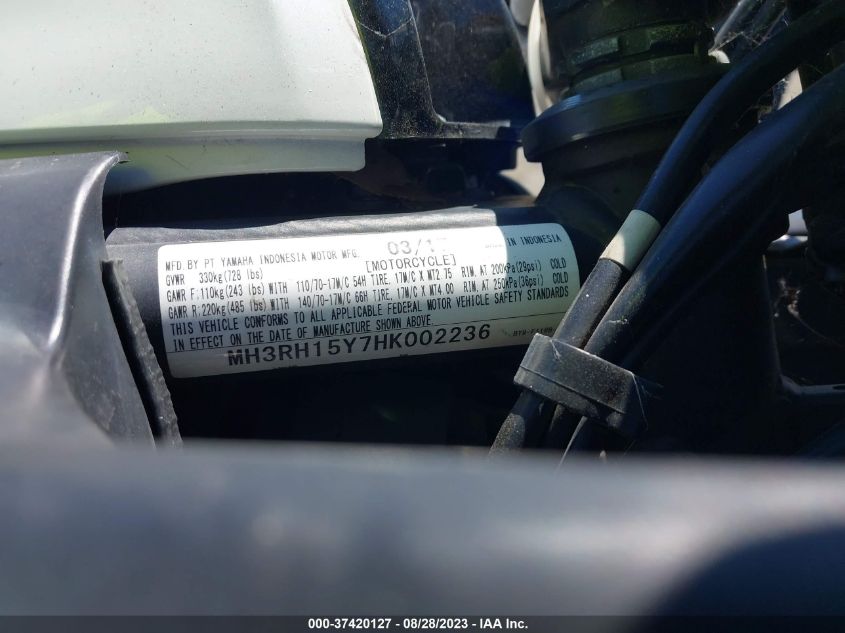 MFD. BY PT YAMAHA INDONESIA MOTOR MFG. 03/1 IN INDONESIA
GVWR 330kg(728 lbs) [MOTORCYCLE]
GAWR F:110kg(243 lbs) WITH 110/70-17M/C 54H TIRE, 17M/C X MT2.75 RIM, AT 200kPa(29psi) COLD
GAWR R:220kg(485 lbs) WITH 140/70-17M/C 66H TIRE, 17M/C X MT4.00 RIM, AT 250kPa(36psi) COLD
THIS VEHICLE CONFORMS TO ALL APPLICABLE FEDERAL MOTOR VEHICLE SAFETY STANDARDS
IN EFFECT ON THE DATE OF MANUFACTURE SHOWN ABOVE.
MH3RH15Y7HK002236
000-37420127 - 08/28/2023 - IAA Inc.